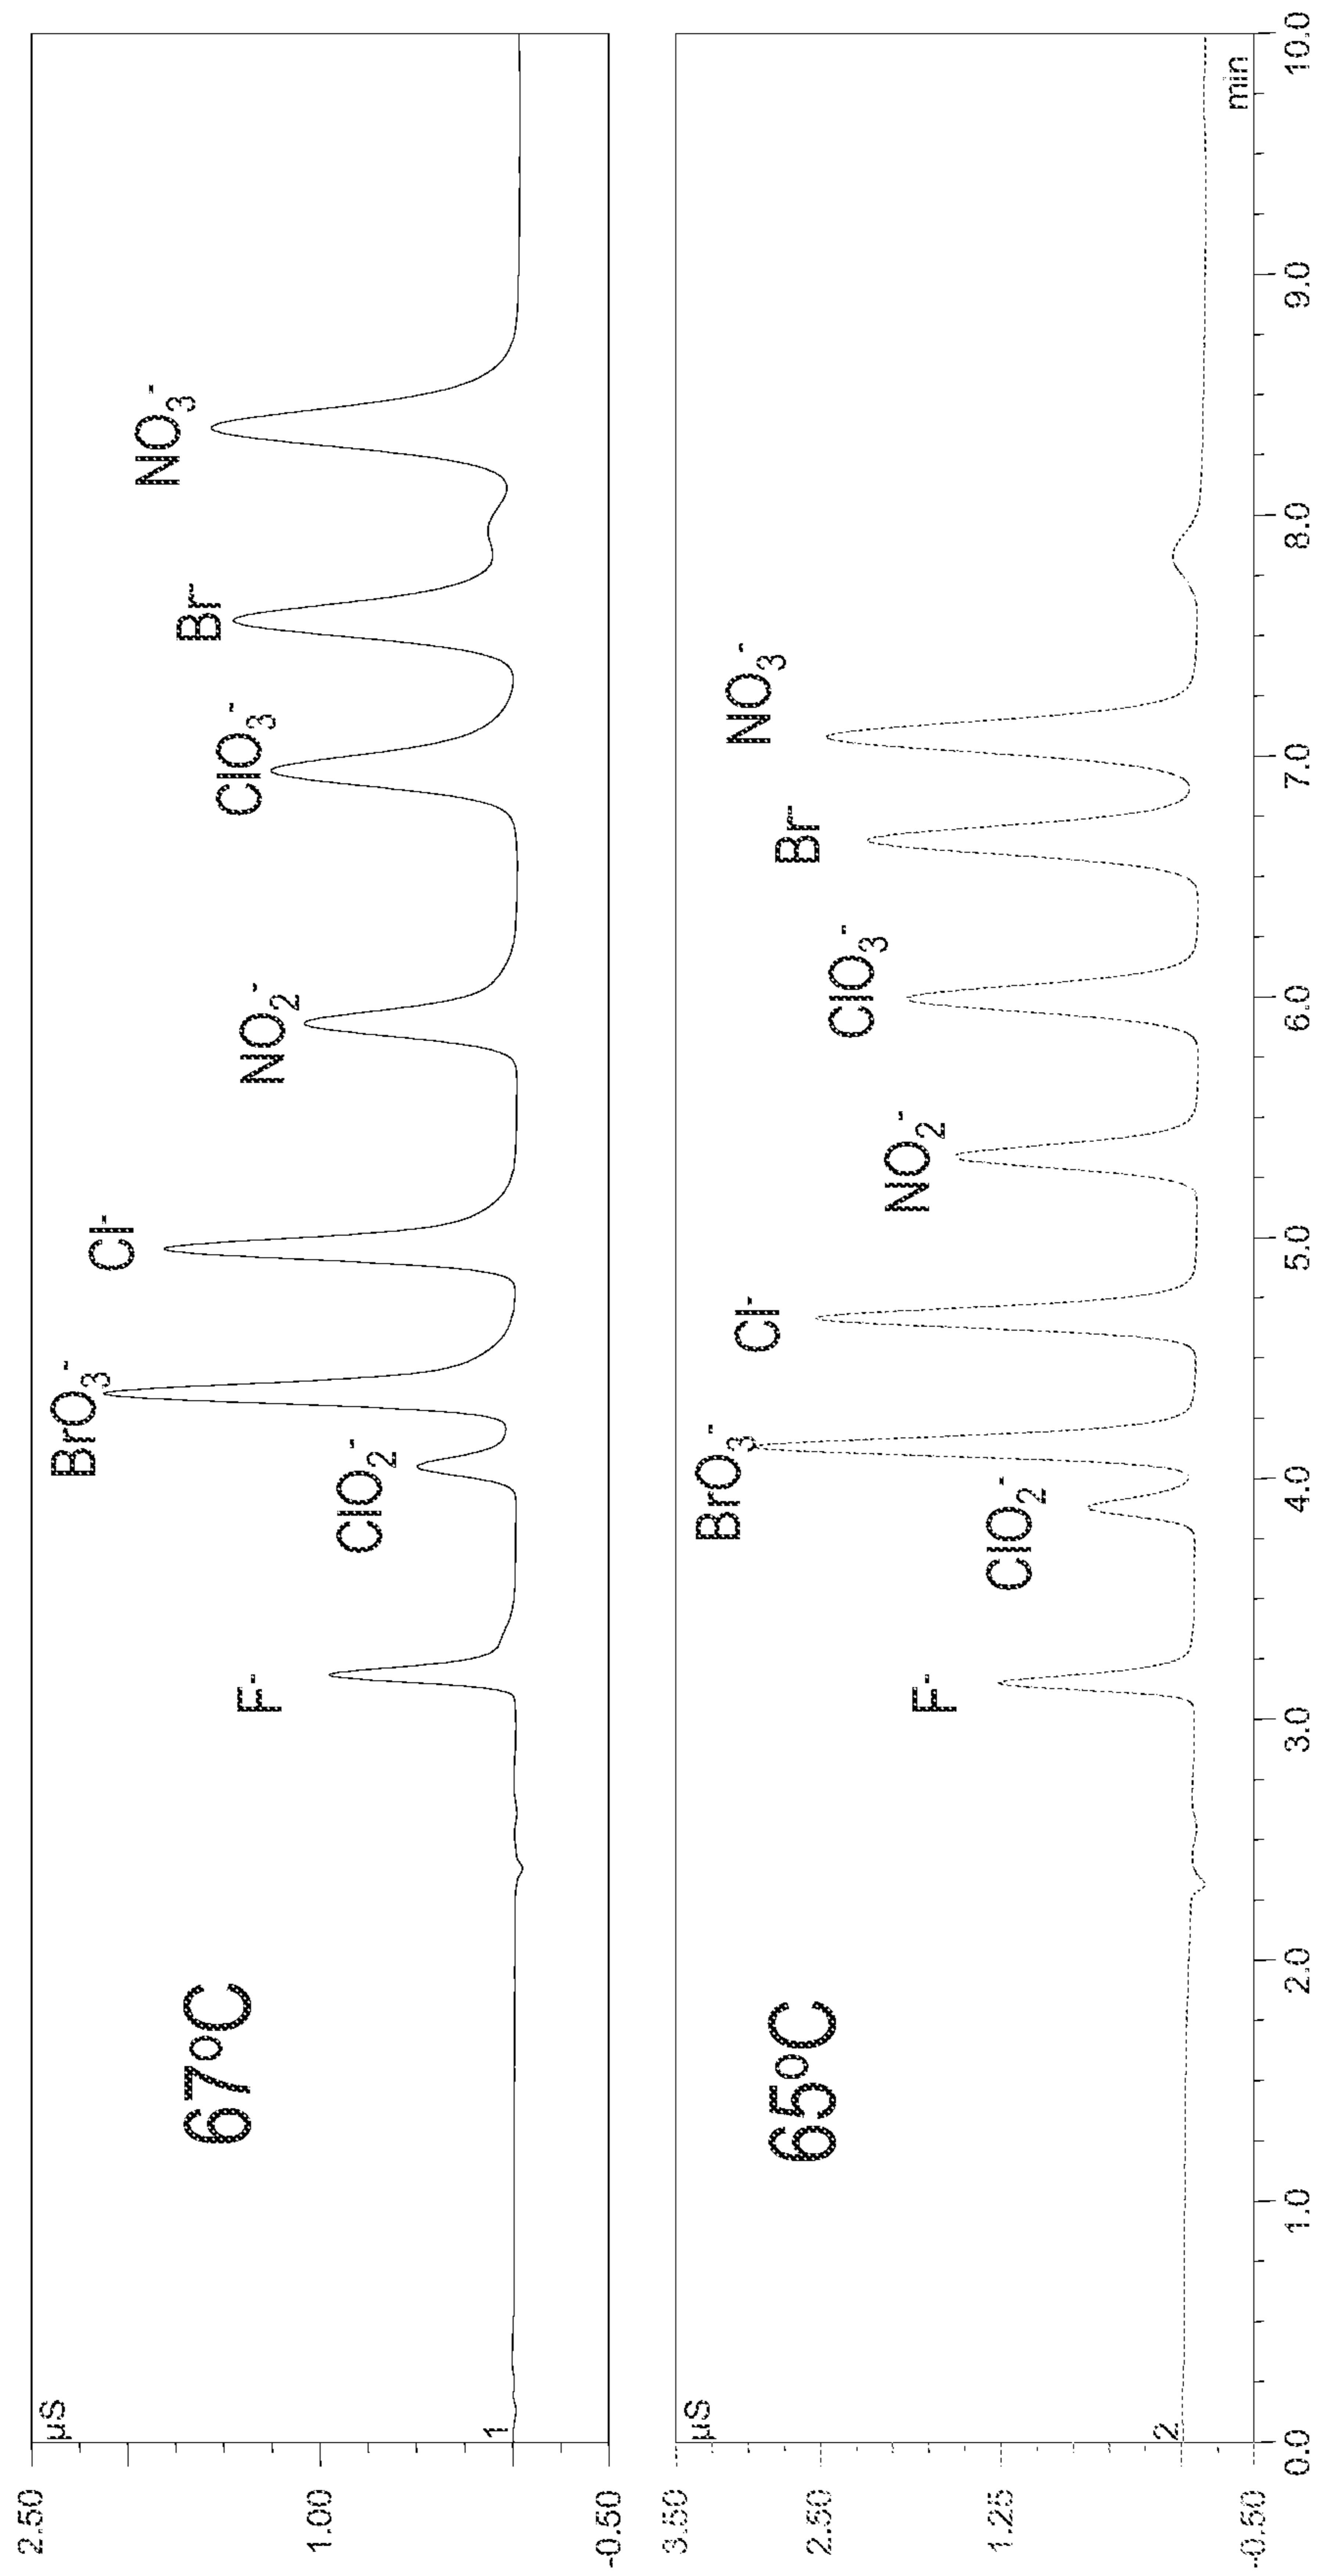 2.50
µS
1.00
-0.50
1
67°C
F-
ClO2-
BrO3-
Cl-
NO2-
ClO3-
Br-
NO3-
3.50
µS
2.50
1.25
-0.50
2
65°C
F-
ClO2-
BrO3-
Cl-
NO2-
ClO3-
Br-
NO3-
min
0.0 1.0 2.0 3.0 4.0 5.0 6.0 7.0 8.0 9.0 10.0